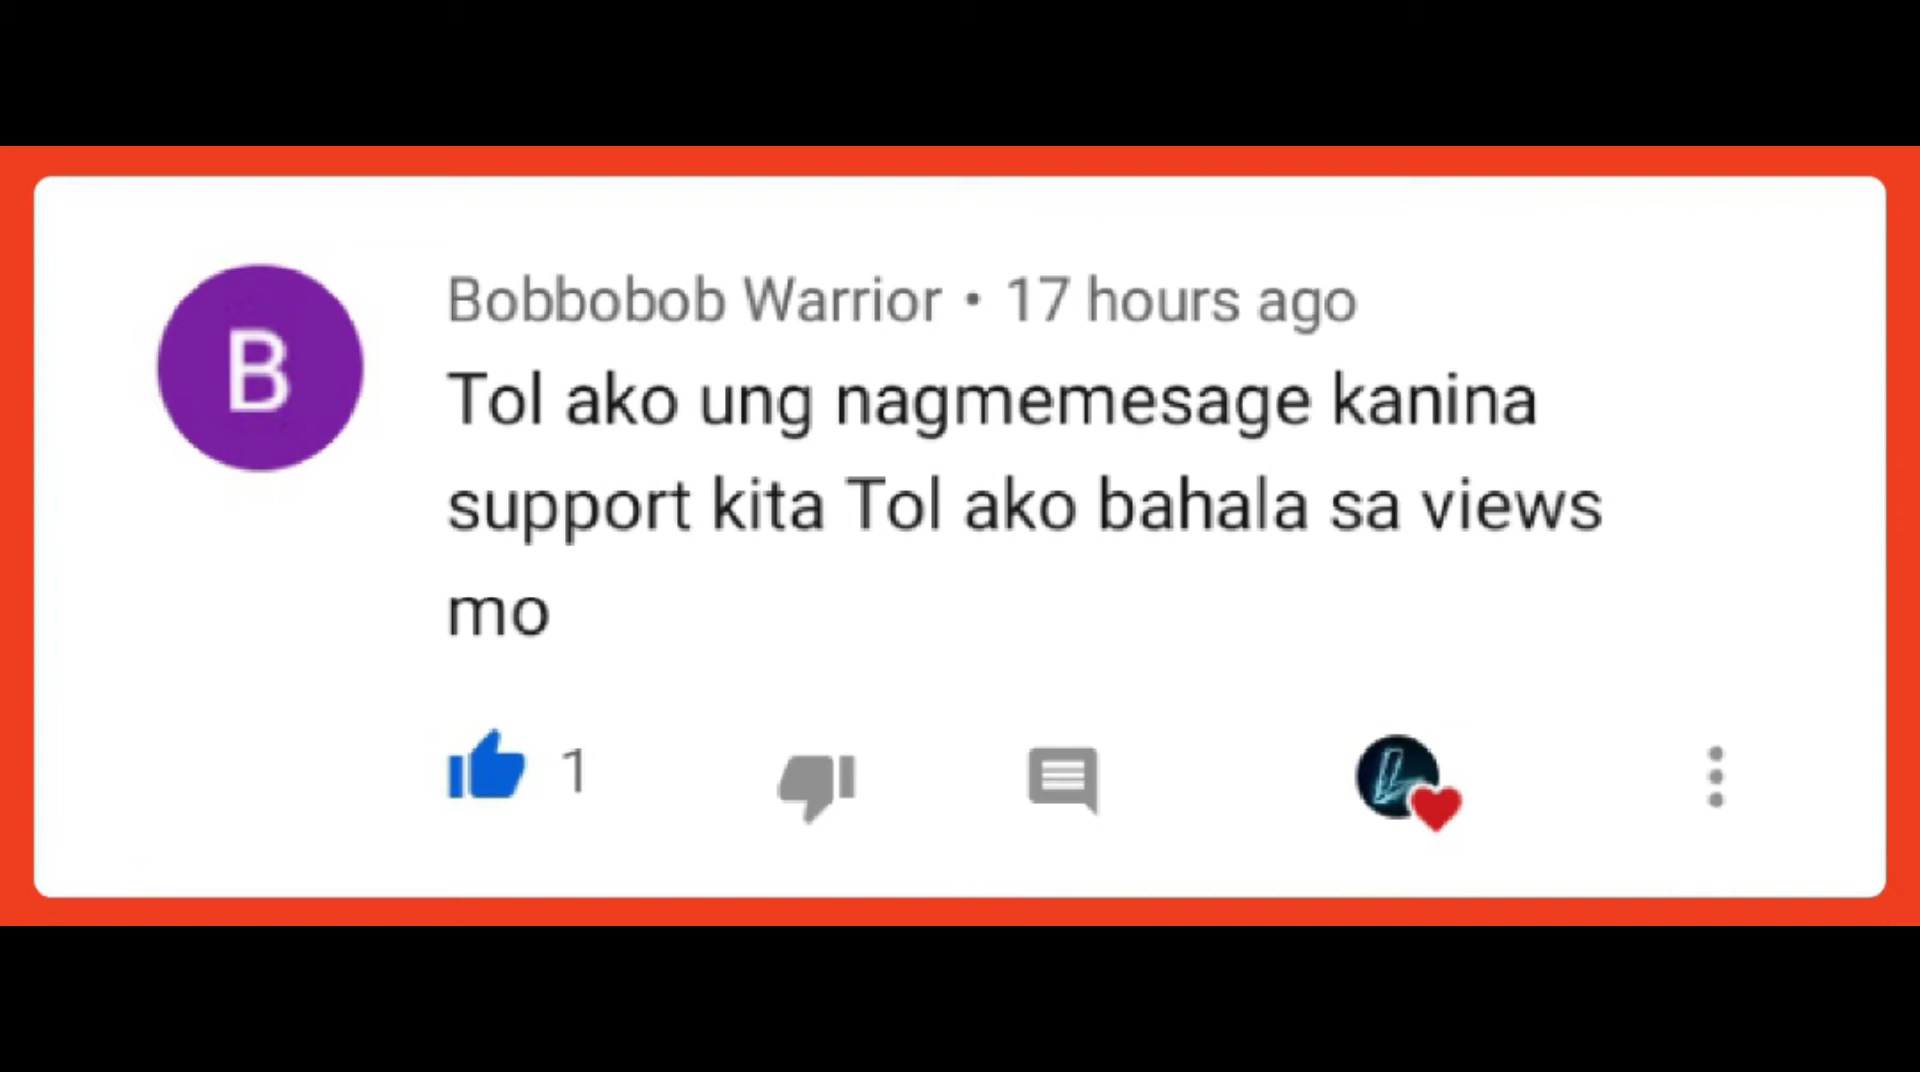 B
Bobbobob Warrior • 17 hours ago
Tol ako ung nagmemesage kanina
support kita Tol ako bahala sa views
mo
1